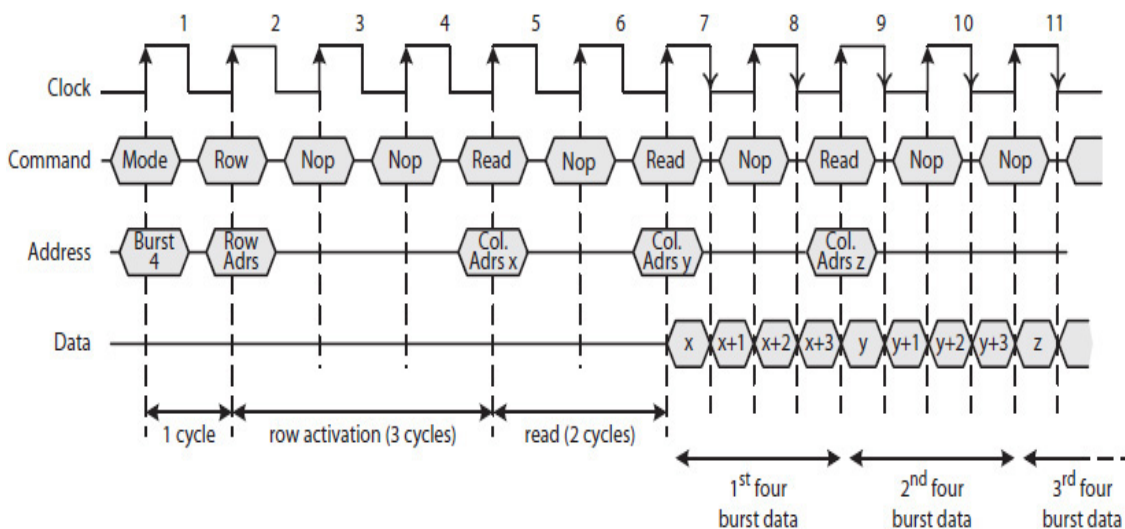 1 2 3 4 5 6 7 8 9 10 11
Clock
Command Mode Row Nop Nop Read Nop Read Nop Read Nop Nop
Burst Row Col. Col. Col.
Address
4 Adrs Adrs x Adrs y Adrs z
Data x x+1 x+2 x+3 y y+1 y+2 y+3 z
1 cycle row activation (3 cycles) read (2 cycles)
1st four 2nd four 3rd four
burst data burst data burst data